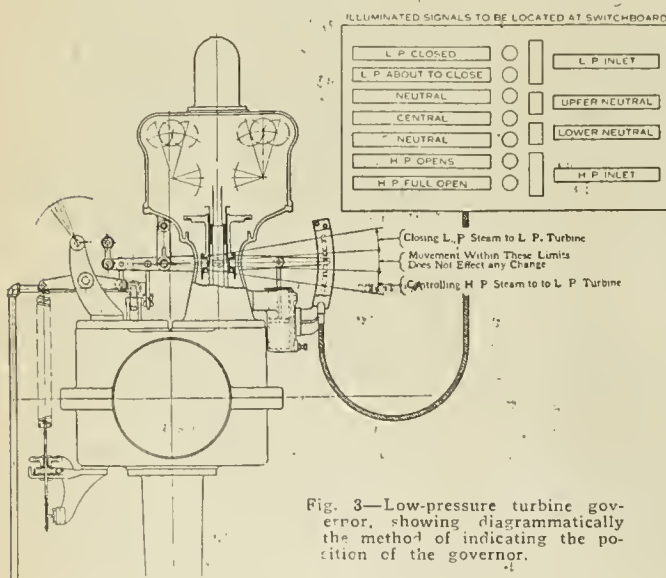 ILLUMINATED SIGNALS TO BE LOCATED AT SWITCHBOARD
L P CLOSED
L P ABOUT TO CLOSE
NEUTRAL
CENTRAL
NEUTRAL
H P OPENS
H P FULL OPEN
L P INLET
UPPER NEUTRAL
LOWER NEUTRAL
H P INLET
Closing L. P Steam to L P. Turbine
Movement Within These Limits
Does Not Effect any Change
Controlling H P Steam to to L P Turbine
Fig. 3—Low-pressure turbine gov-
ernor, showing diagrammatically
the method of indicating the po-
sition of the governor.